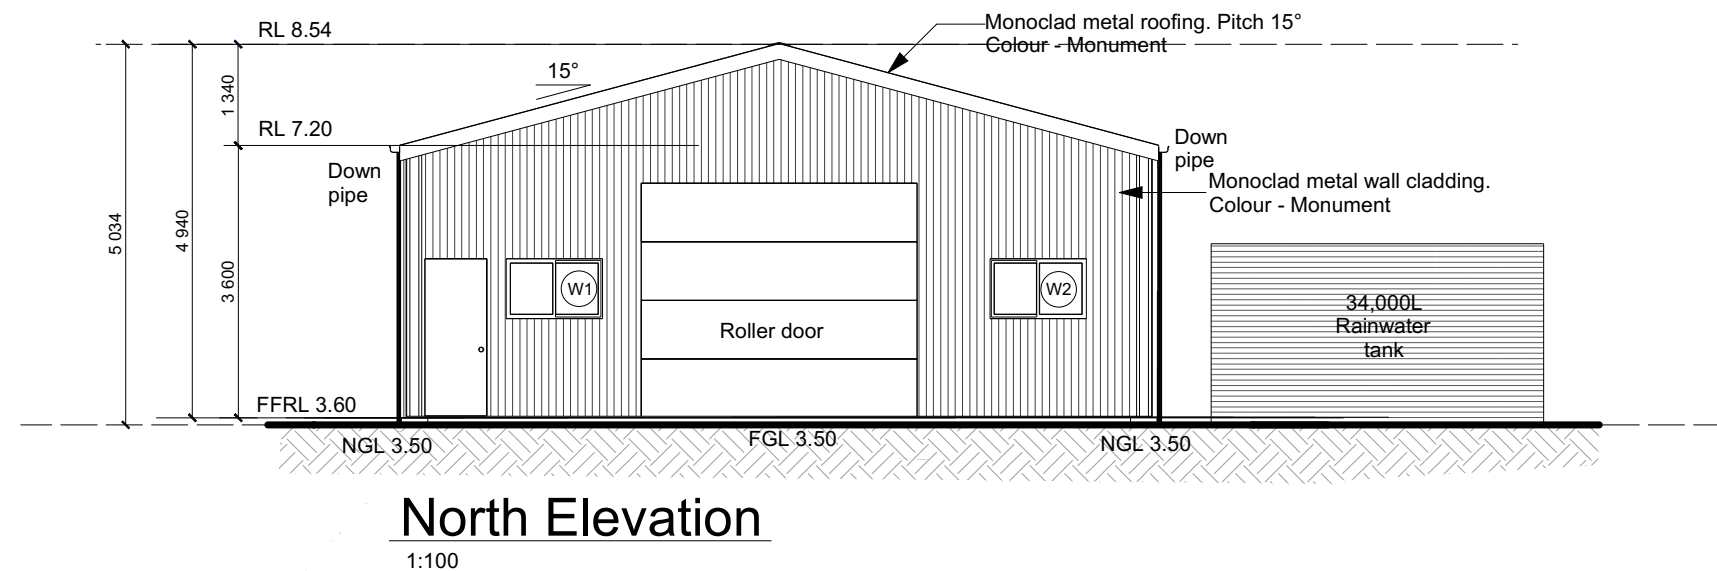 RL 8.54
Monoclad metal roofing. Pitch 15°
Colour - Monument
15°
1 340
RL 7.20
Down
pipe
Down
pipe
Monoclad metal wall cladding.
Colour - Monument
5 034
4 940
3 600
W1
W2
Roller door
34,000L
Rainwater
tank
FFRL 3.60
NGL 3.50
FGL 3.50
NGL 3.50
North Elevation
1:100